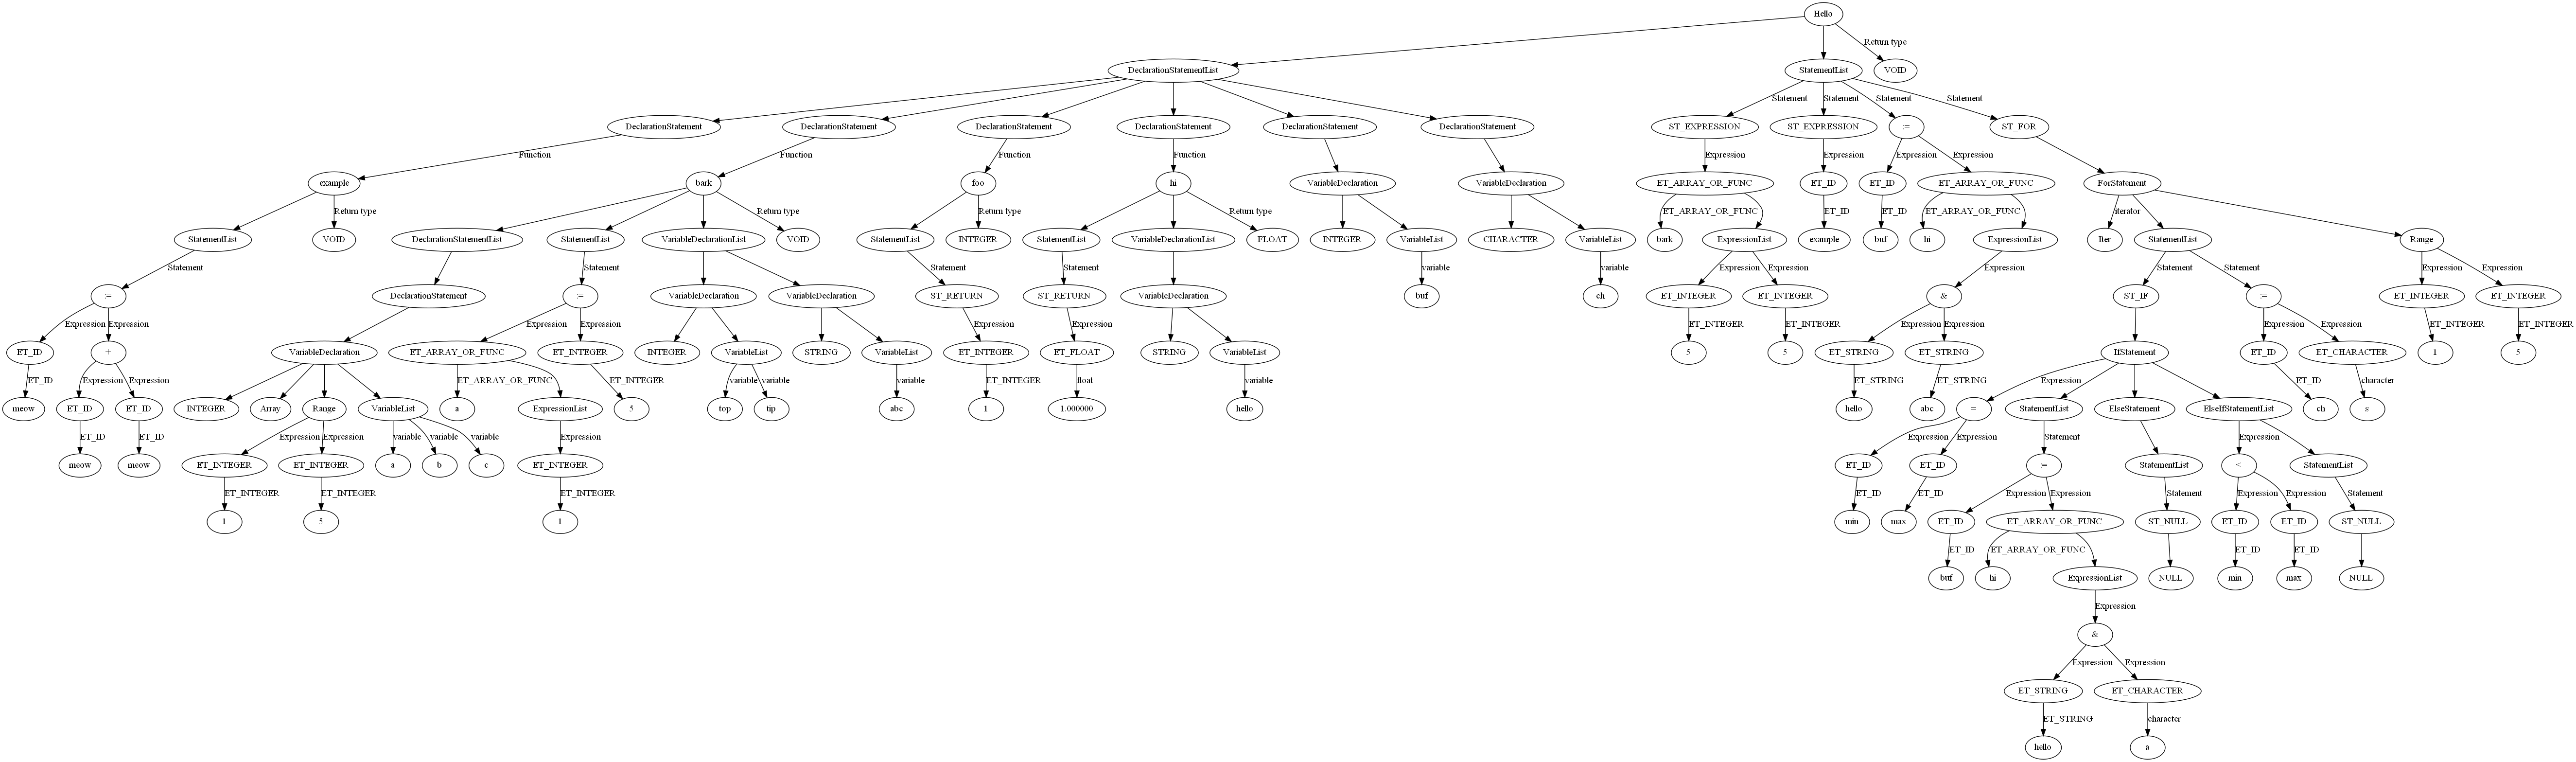 Hello
Return type
DeclarationStatementList
StatementList
VOID
Statement
Statement
Statement
Statement
DeclarationStatement
DeclarationStatement
DeclarationStatement
DeclarationStatement
DeclarationStatement
DeclarationStatement
ST_EXPRESSION
ST_EXPRESSION
:=
ST_FOR
Function
Function
Function
Function
Expression
Expression
Expression
Expression
example
bark
foo
hi
VariableDeclaration
VariableDeclaration
ET_ARRAY_OR_FUNC
ET_ID
ET_ID
ET_ARRAY_OR_FUNC
ForStatement
Return type
Return type
Return type
Return type
ET_ARRAY_OR_FUNC
ET_ID
ET_ID
ET_ARRAY_OR_FUNC
iterator
StatementList
VOID
DeclarationStatementList
StatementList
VariableDeclarationList
VOID
StatementList
INTEGER
StatementList
VariableDeclarationList
FLOAT
INTEGER
VariableList
CHARACTER
VariableList
bark
ExpressionList
example
buf
hi
ExpressionList
Iter
StatementList
Range
Statement
Statement
Statement
Statement
variable
variable
Expression
Expression
Expression
Statement
Statement
Expression
Expression
:=
DeclarationStatement
:=
VariableDeclaration
VariableDeclaration
ST_RETURN
ST_RETURN
VariableDeclaration
buf
ch
ET_INTEGER
ET_INTEGER
&
ST_IF
:=
ET_INTEGER
ET_INTEGER
Expression
Expression
Expression
Expression
Expression
Expression
ET_INTEGER
ET_INTEGER
Expression
Expression
Expression
Expression
ET_INTEGER
ET_INTEGER
ET_ID
+
VariableDeclaration
ET_ARRAY_OR_FUNC
ET_INTEGER
INTEGER
VariableList
STRING
VariableList
ET_INTEGER
ET_FLOAT
STRING
VariableList
5
5
ET_STRING
ET_STRING
IfStatement
ET_ID
ET_CHARACTER
1
5
ET_ID
Expression
Expression
ET_ARRAY_OR_FUNC
ET_INTEGER
variable
variable
variable
ET_INTEGER
float
variable
ET_STRING
ET_STRING
Expression
ET_ID
character
meow
ET_ID
ET_ID
INTEGER
Array
Range
VariableList
a
ExpressionList
5
top
tip
abc
1
1.000000
hello
hello
abc
=
StatementList
ElseStatement
ElseIfStatementList
ch
g
ET_ID
ET_ID
Expression
Expression
variable
variable
variable
Expression
Expression
Expression
Statement
Expression
meow
meow
ET_INTEGER
ET_INTEGER
a
b
c
ET_INTEGER
ET_ID
ET_ID
:=
StatementList
<
StatementList
ET_INTEGER
ET_INTEGER
ET_INTEGER
ET_ID
ET_ID
Expression
Expression
Statement
Expression
Expression
Statement
1
5
1
min
max
ET_ID
ET_ARRAY_OR_FUNC
ST_NULL
ET_ID
ET_ID
ST_NULL
ET_ID
ET_ARRAY_OR_FUNC
ET_ID
ET_ID
buf
hi
ExpressionList
NULL
min
max
NULL
Expression
&
Expression
Expression
ET_STRING
ET_CHARACTER
ET_STRING
character
hello
a